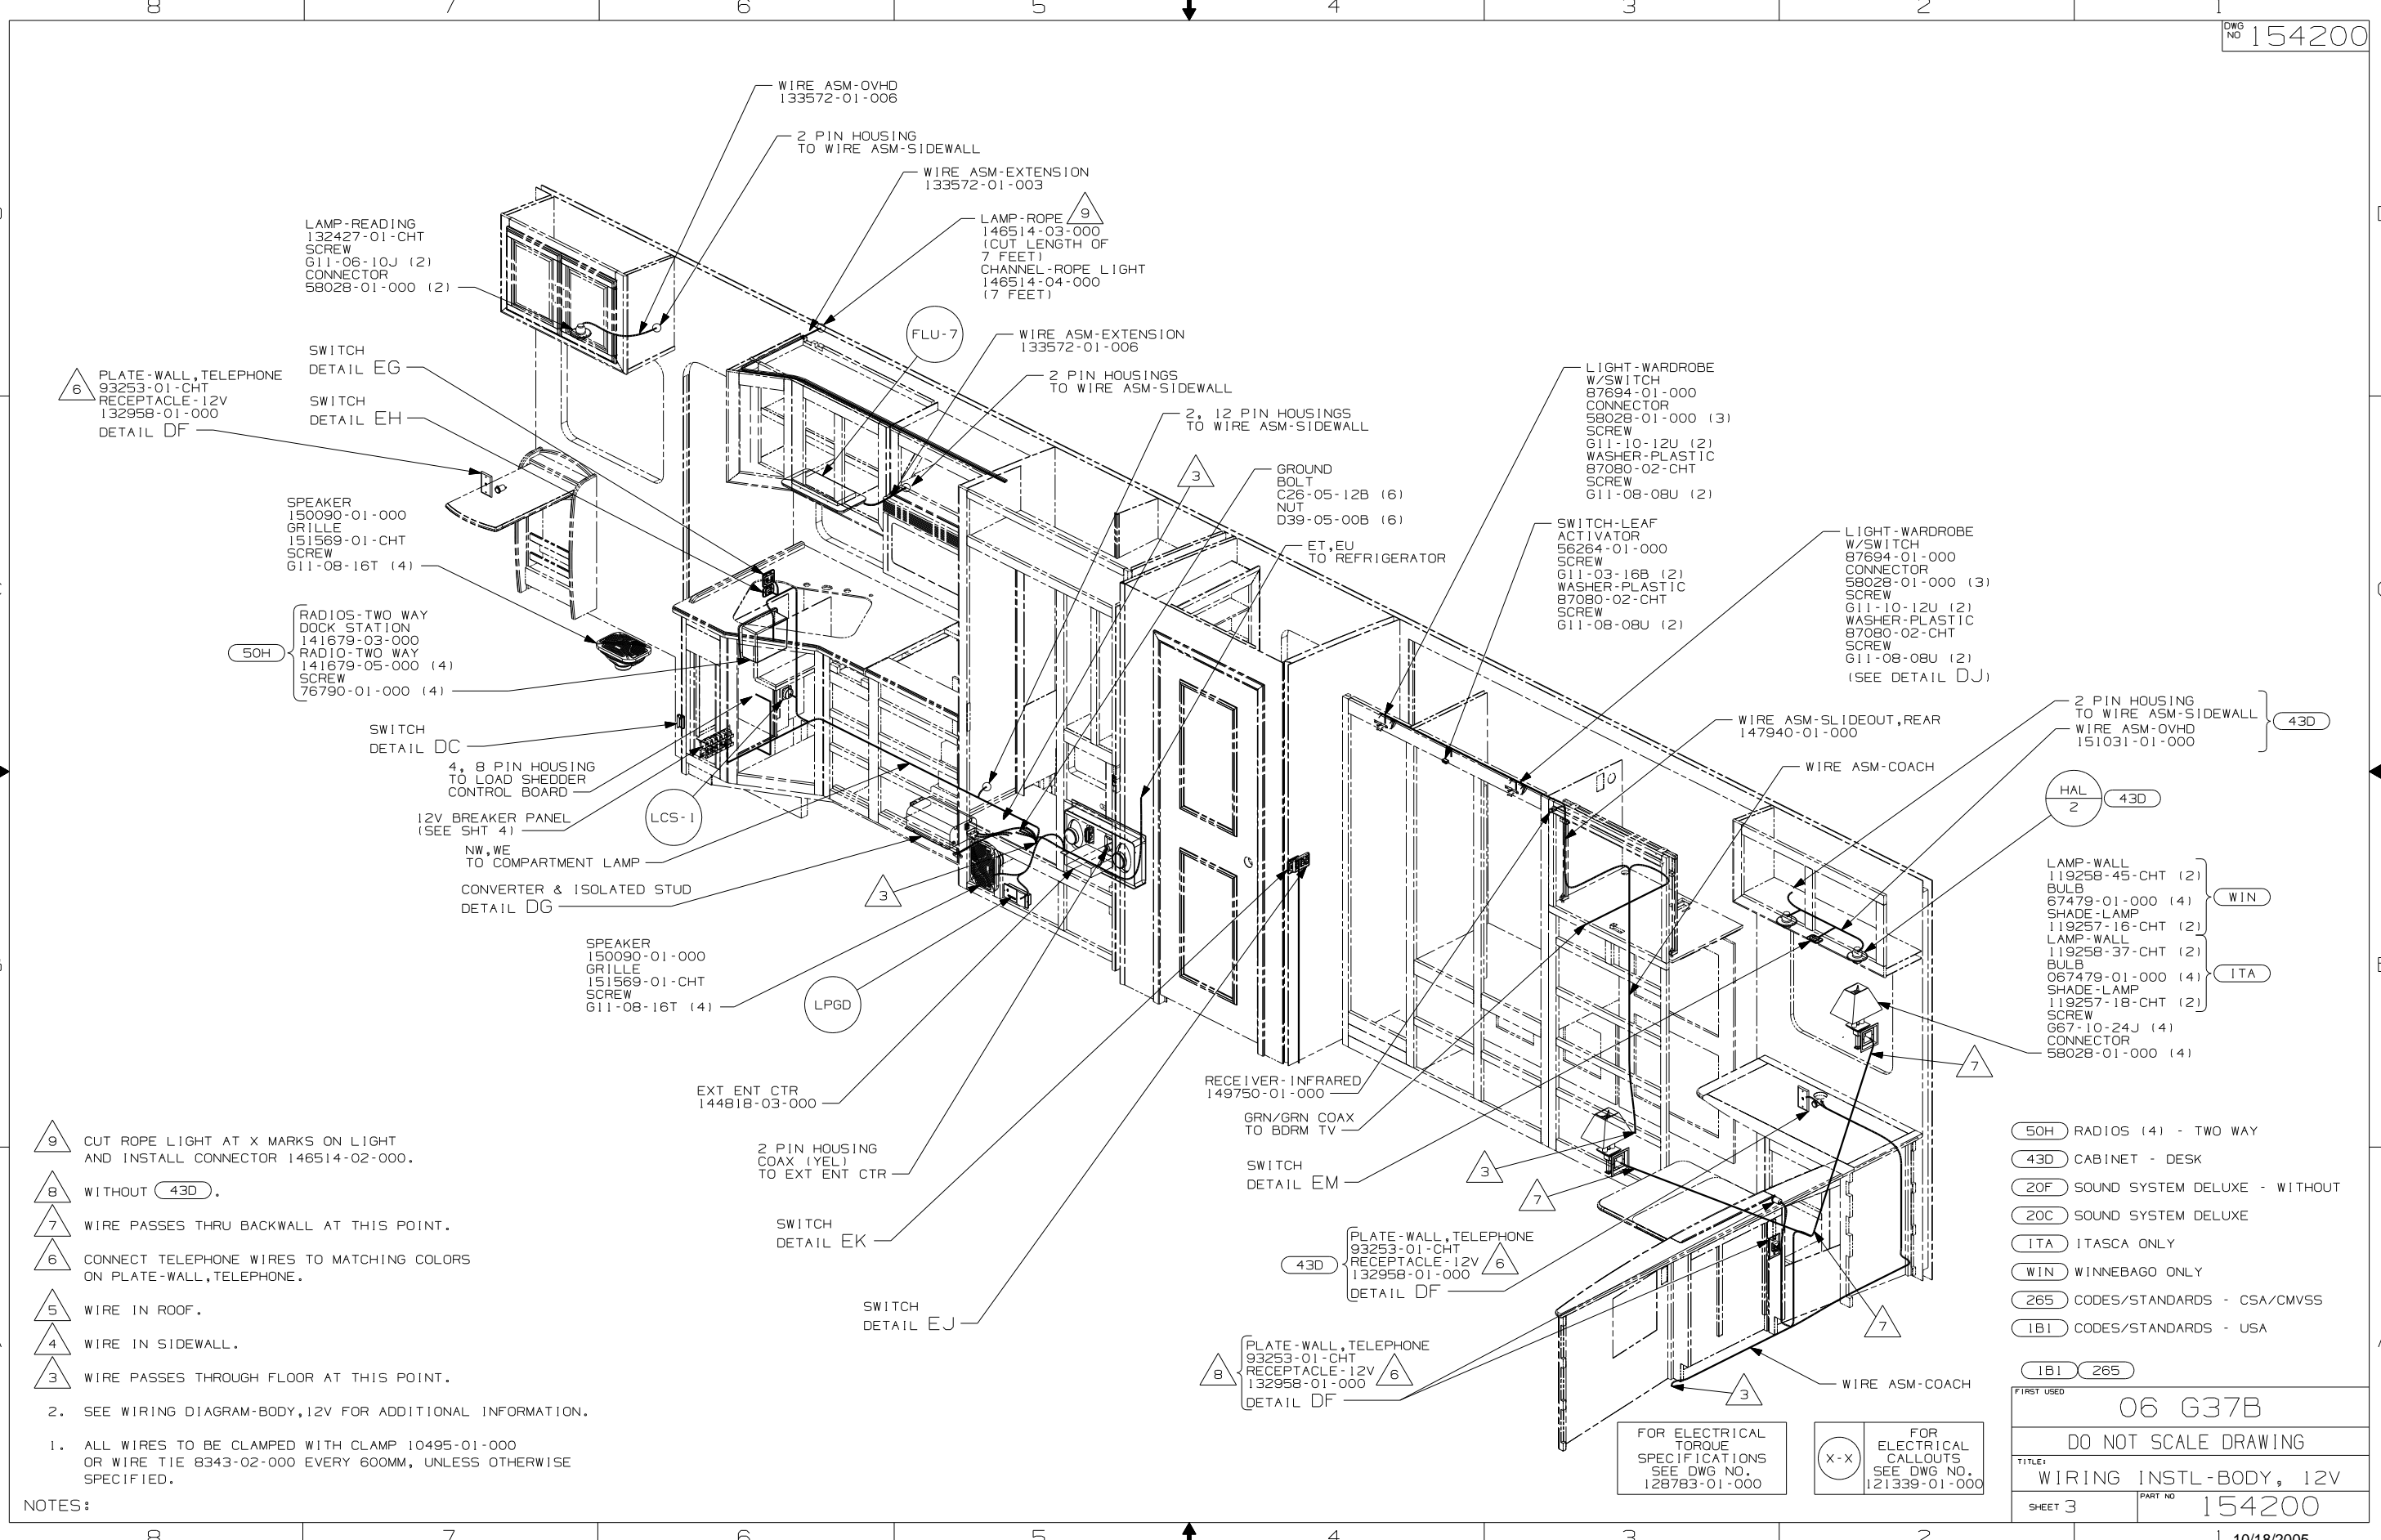 8 7 6 5 4 3 2 1
DWG NO 154200
WIRE ASM-OVHD
133572-01-006
2 PIN HOUSING
TO WIRE ASM-SIDEWALL
WIRE ASM-EXTENSION
133572-01-003
LAMP-ROPE 9
146514-03-000
(CUT LENGTH OF
7 FEET)
CHANNEL-ROPE LIGHT
146514-04-000
(7 FEET)
LAMP-READING
132427-01-CHT
SCREW
G11-06-10J (2)
CONNECTOR
58028-01-000 (2)
FLU-7
WIRE ASM-EXTENSION
133572-01-006
2 PIN HOUSINGS
TO WIRE ASM-SIDEWALL
2, 12 PIN HOUSINGS
TO WIRE ASM-SIDEWALL
3
SWITCH
DETAIL EG
6
PLATE-WALL,TELEPHONE
93253-01-CHT
RECEPTACLE-12V
132958-01-000
DETAIL DF
SWITCH
DETAIL EH
GROUND
BOLT
C26-05-12B (6)
NUT
D39-05-00B (6)
ET,EU
TO REFRIGERATOR
LIGHT-WARDROBE
W/SWITCH
87694-01-000
CONNECTOR
58028-01-000 (3)
SCREW
G11-10-12U (2)
WASHER-PLASTIC
87080-02-CHT
SCREW
G11-08-08U (2)
SWITCH-LEAF
ACTIVATOR
56264-01-000
SCREW
G11-03-16B (2)
WASHER-PLASTIC
87080-02-CHT
SCREW
G11-08-08U (2)
LIGHT-WARDROBE
W/SWITCH
87694-01-000
CONNECTOR
58028-01-000 (3)
SCREW
G11-10-12U (2)
WASHER-PLASTIC
87080-02-CHT
SCREW
G11-08-08U (2)
(SEE DETAIL DJ)
SPEAKER
150090-01-000
GRILLE
151569-01-CHT
SCREW
G11-08-16T (4)
50H
RADIOS-TWO WAY
DOCK STATION
141679-03-000
RADIO-TWO WAY
141679-05-000 (4)
SCREW
76790-01-000 (4)
SWITCH
DETAIL DC
4, 8 PIN HOUSING
TO LOAD SHEDDER
CONTROL BOARD
LCS-1
12V BREAKER PANEL
(SEE SHT 4)
NW,WE
TO COMPARTMENT LAMP
CONVERTER & ISOLATED STUD
DETAIL DG
3
SPEAKER
150090-01-000
GRILLE
151569-01-CHT
SCREW
G11-08-16T (4)
LPGD
EXT ENT CTR
144818-03-000
2 PIN HOUSING
COAX (YEL)
TO EXT ENT CTR
SWITCH
DETAIL EK
SWITCH
DETAIL EJ
WIRE ASM-SLIDEOUT,REAR
147940-01-000
WIRE ASM-COACH
2 PIN HOUSING
TO WIRE ASM-SIDEWALL
WIRE ASM-OVHD
151031-01-000
43D
HAL
2
43D
LAMP-WALL
119258-45-CHT (2)
BULB
67479-01-000 (4)
SHADE-LAMP
119257-16-CHT (2)
WIN
LAMP-WALL
119258-37-CHT (2)
BULB
067479-01-000 (4)
SHADE-LAMP
119257-18-CHT (2)
ITA
SCREW
G67-10-24J (4)
CONNECTOR
58028-01-000 (4)
7
RECEIVER-INFRARED
149750-01-000
GRN/GRN COAX
TO BDRM TV
SWITCH
DETAIL EM
3
7
43D
PLATE-WALL,TELEPHONE
93253-01-CHT
RECEPTACLE-12V 6
132958-01-000
DETAIL DF
8
PLATE-WALL,TELEPHONE
93253-01-CHT
RECEPTACLE-12V 6
132958-01-000
DETAIL DF
7
3
WIRE ASM-COACH
9 CUT ROPE LIGHT AT X MARKS ON LIGHT
AND INSTALL CONNECTOR 146514-02-000.
8 WITHOUT 43D.
7 WIRE PASSES THRU BACKWALL AT THIS POINT.
6 CONNECT TELEPHONE WIRES TO MATCHING COLORS
ON PLATE-WALL,TELEPHONE.
5 WIRE IN ROOF.
4 WIRE IN SIDEWALL.
3 WIRE PASSES THROUGH FLOOR AT THIS POINT.
2. SEE WIRING DIAGRAM-BODY,12V FOR ADDITIONAL INFORMATION.
1. ALL WIRES TO BE CLAMPED WITH CLAMP 10495-01-000
OR WIRE TIE 8343-02-000 EVERY 600MM, UNLESS OTHERWISE
SPECIFIED.
NOTES:
50H RADIOS (4) - TWO WAY
43D CABINET - DESK
20F SOUND SYSTEM DELUXE - WITHOUT
20C SOUND SYSTEM DELUXE
ITA ITASCA ONLY
WIN WINNEBAGO ONLY
265 CODES/STANDARDS - CSA/CMVSS
1B1 CODES/STANDARDS - USA
1B1 265
FOR ELECTRICAL
TORQUE
SPECIFICATIONS
SEE DWG NO.
128783-01-000
X-X
FOR
ELECTRICAL
CALLOUTS
SEE DWG NO.
121339-01-000
FIRST USED
06 G37B
DO NOT SCALE DRAWING
TITLE:
WIRING INSTL-BODY, 12V
SHEET 3
PART NO 154200
8 7 6 5 4 3 2 1
10/18/2005